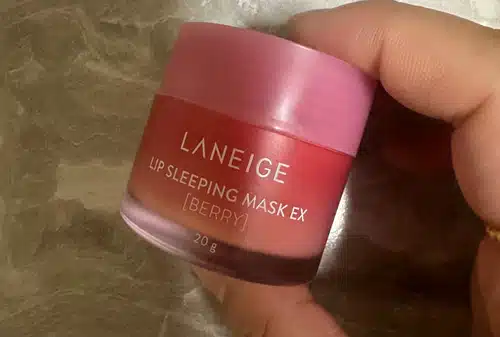 LANEIGE
LIP SLEEPING MASK EX
[BERRY]
20 g